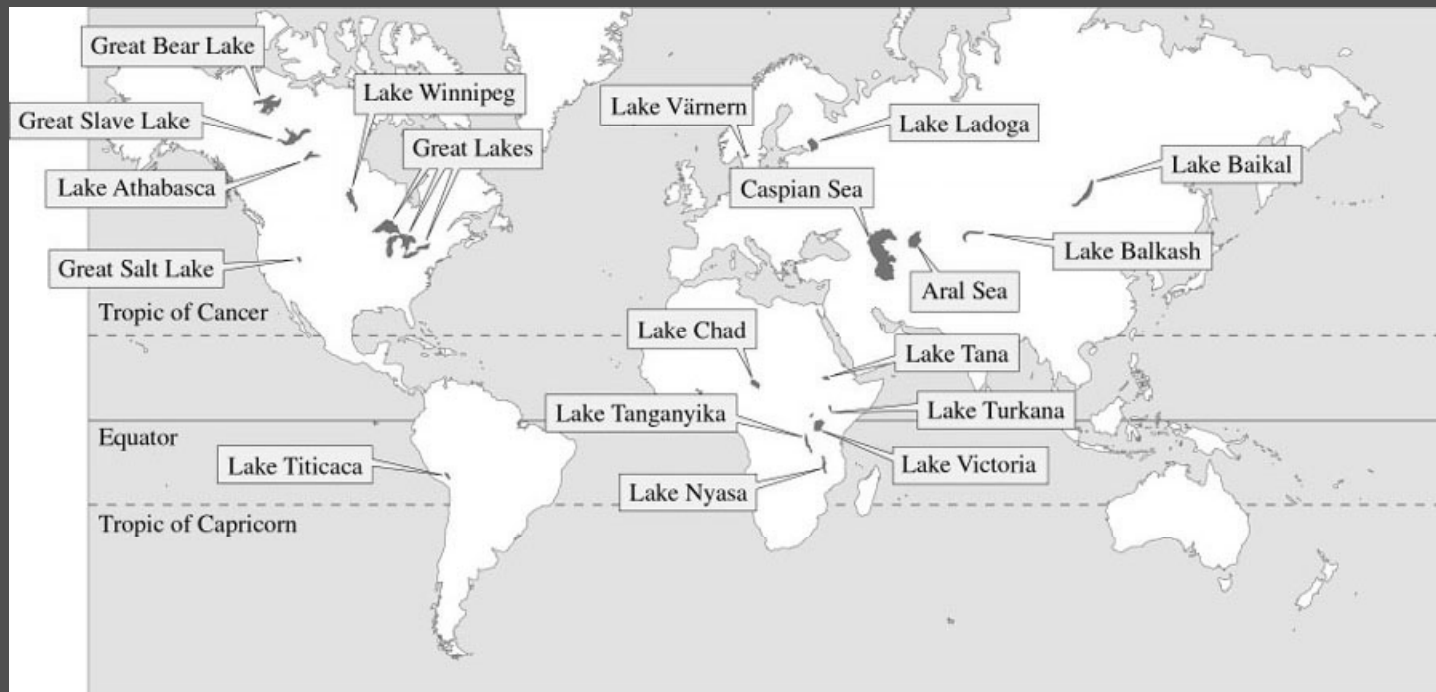 Great Bear Lake
Lake Winnipeg
Lake Värnern
Great Slave Lake
Lake Ladoga
Great Lakes
Lake Baikal
Lake Athabasca
Caspian Sea
Lake Balkash
Great Salt Lake
Aral Sea
Tropic of Cancer
Lake Chad
Lake Tana
Lake Tanganyika
Lake Turkana
Equator
Lake Titicaca
Lake Victoria
Lake Nyasa
Tropic of Capricorn